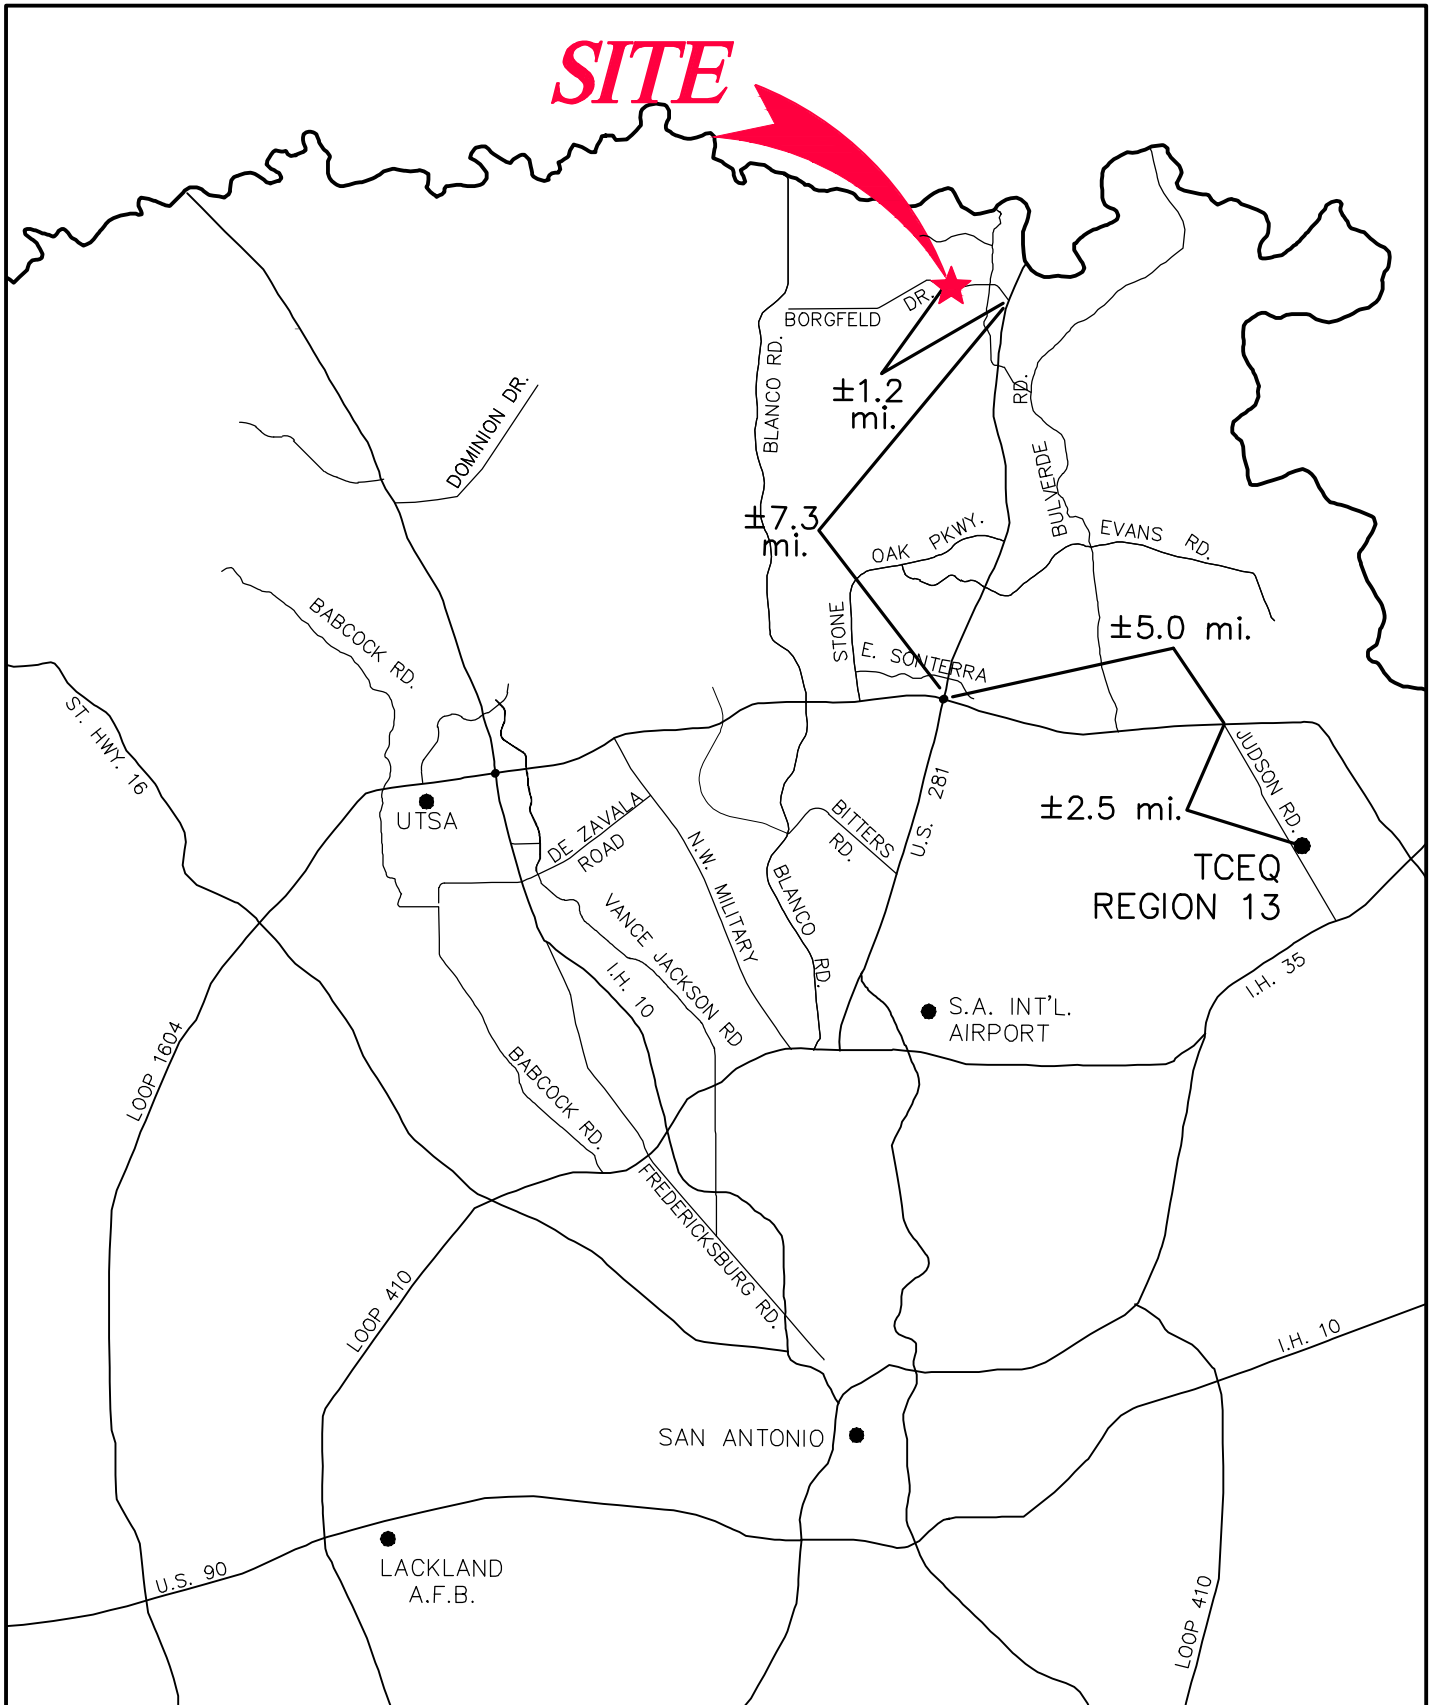 SITE
BORGFELD
DR.
BLANCO RD.
±1.2
mi.
RD.
BULVERDE
DOMINION DR.
±7.3
mi.
OAK PKWY.
EVANS RD.
STONE
E. SONTERRA
±5.0 mi.
BABCOCK RD.
ST. HWY. 16
JUDSON RD.
UTSA
DE ZAVALA
ROAD
N.W. MILITARY
BITTERS
RD.
U.S. 281
±2.5 mi.
TCEQ
REGION 13
VANCE JACKSON RD
BLANCO RD.
I.H. 10
I.H. 35
S.A. INT'L.
AIRPORT
LOOP 1604
BABCOCK RD.
FREDERICKSBURG RD.
LOOP 410
I.H. 10
SAN ANTONIO
LACKLAND
A.F.B.
U.S. 90
LOOP 410